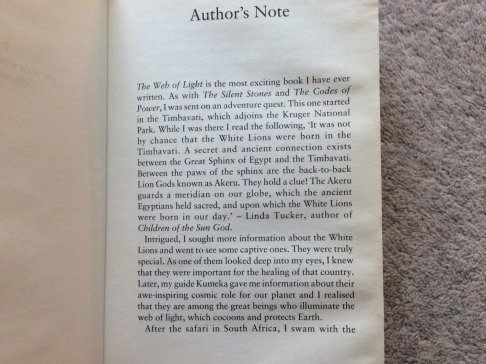 Author's Note
The Web of Light is the most exciting book I have ever
written. As with The Silent Stones and The Codes of
Power, I was sent on an adventure quest. This one started
in the Timbavati, which adjoins the Kruger National
Park. While I was there I read the following, 'It was not
by chance that the White Lions were born in the
Timbavati. A secret and ancient connection exists
between the Great Sphinx of Egypt and the Timbavati.
Between the paws of the sphinx are the back-to-back
Lion Gods known as Akeru. They hold a clue! The Akeru
guards a meridian on our globe, which the ancient
Egyptians held sacred, and upon which the White Lions
were born in our day.' – Linda Tucker, author of
Children of the Sun God.
Intrigued, I sought more information about the White
Lions and went to see some captive ones. They were truly
special. As one of them looked deep into my eyes, I knew
that they were important for the healing of that country.
Later, my guide Kumeka gave me information about their
awe-inspiring cosmic role for our planet and I realised
that they are among the great beings who illuminate the
web of light, which cocoons and protects Earth.
After the safari in South Africa, I swam with the